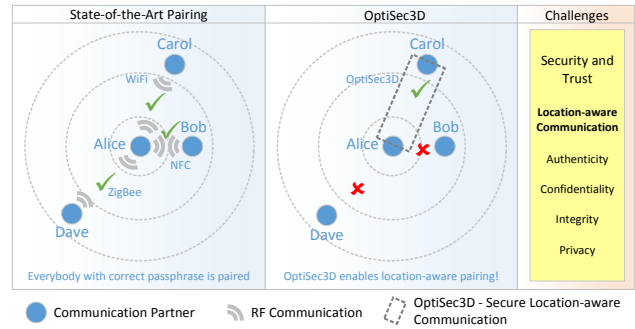 State-of-the-Art Pairing
OptiSec3D
Challenges
Carol
WiFi
Alice
Bob
NFC
ZigBee
Dave
Everybody with correct passphrase is paired
Carol
OptiSec3D
Alice
Bob
Dave
OptiSec3D enables location-aware pairing!
Security and
Trust
Location-aware
Communication
Authenticity
Confidentiality
Integrity
Privacy
Communication Partner
RF Communication
OptiSec3D - Secure Location-aware
Communication